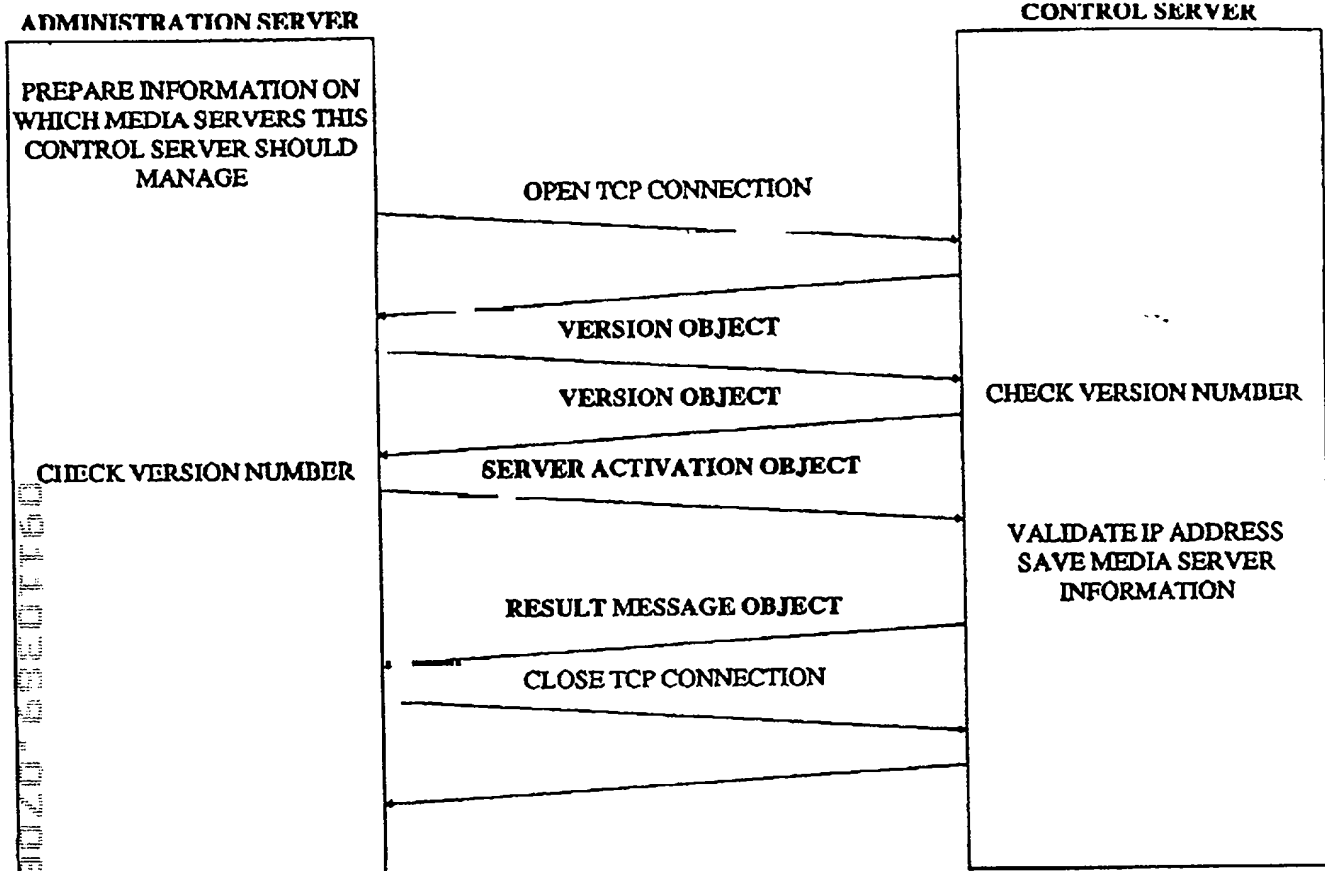 ADMINISTRATION SERVER
CONTROL SERVER
PREPARE INFORMATION ON
WHICH MEDIA SERVERS THIS
CONTROL SERVER SHOULD
MANAGE
OPEN TCP CONNECTION
VERSION OBJECT
VERSION OBJECT
CHECK VERSION NUMBER
CHECK VERSION NUMBER
SERVER ACTIVATION OBJECT
VALIDATE IP ADDRESS
SAVE MEDIA SERVER
INFORMATION
RESULT MESSAGE OBJECT
CLOSE TCP CONNECTION